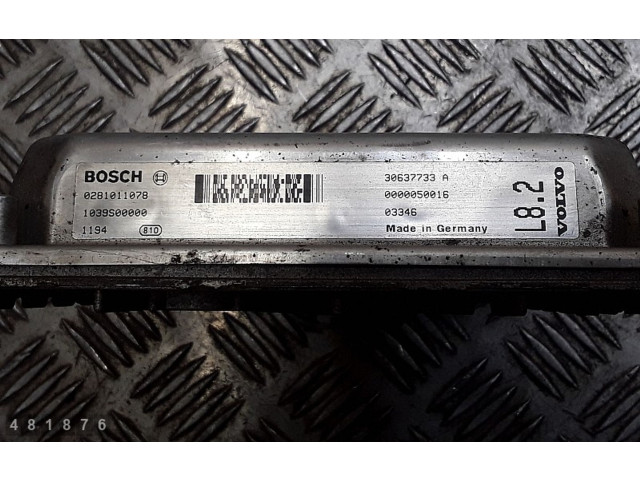 BOSCH
0281011078
1039S00000
1194 810
30637733 A
0000050016
03346
Made in Germany
L8.2
VOLVO
481876